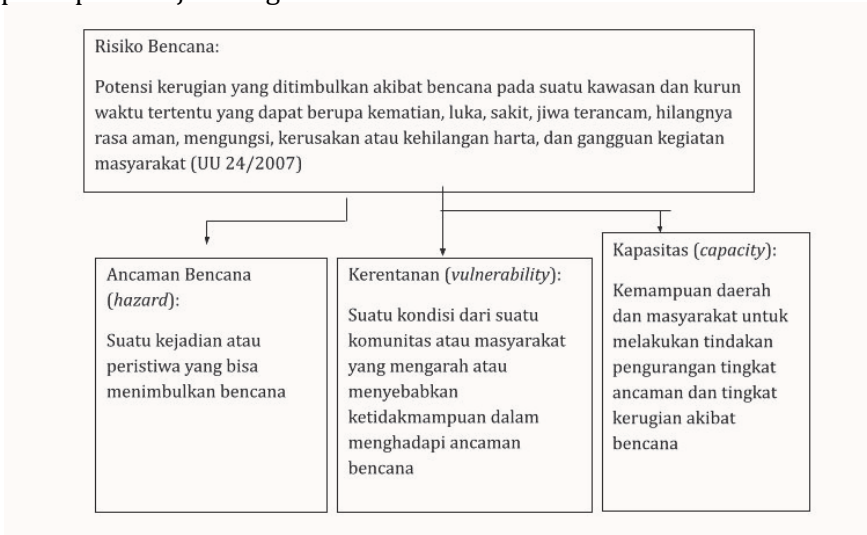 Risiko Bencana:
Potensi kerugian yang ditimbulkan akibat bencana pada suatu kawasan dan kurun
waktu tertentu yang dapat berupa kematian, luka, sakit, jiwa terancam, hilangnya
rasa aman, mengungsi, kerusakan atau kehilangan harta, dan gangguan kegiatan
masyarakat (UU 24/2007)
Ancaman Bencana
(hazard):
Suatu kejadian atau
peristiwa yang bisa
menimbulkan bencana
Kerentanan (vulnerability):
Suatu kondisi dari suatu
komunitas atau masyarakat
yang mengarah atau
menyebabkan
ketidakmampuan dalam
menghadapi ancaman
bencana
Kapasitas (capacity):
Kemampuan daerah
dan masyarakat untuk
melakukan tindakan
pengurangan tingkat
ancaman dan tingkat
kerugian akibat
bencana